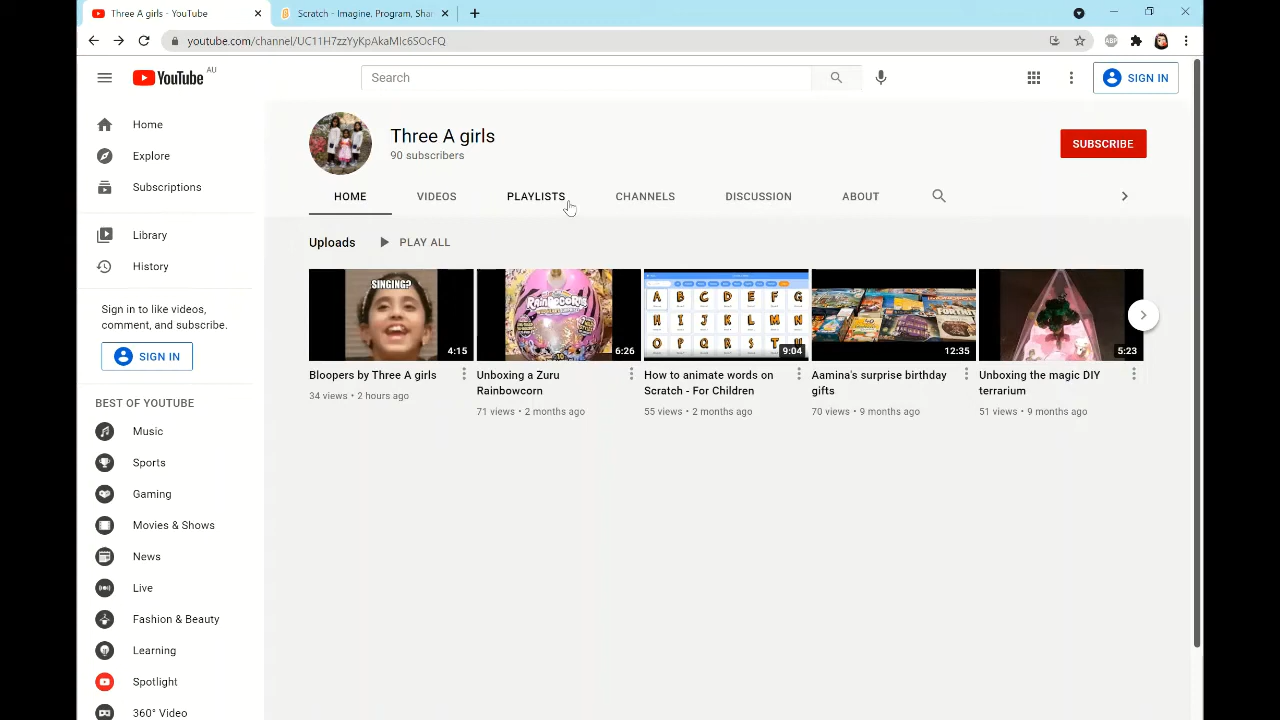 Three A girls - YouTube
Scratch - Imagine, Program, Shar
youtube.com/channel/UC11H7zzYyKpAkaMIc6SOcFQ
ABP
YouTube AU
Search
SIGN IN
Home
Explore
Subscriptions
Library
History
Sign in to like videos,
comment, and subscribe.
SIGN IN
BEST OF YOUTUBE
Music
Sports
Gaming
Movies & Shows
News
Live
Fashion & Beauty
Learning
Spotlight
360° Video
Three A girls
90 subscribers
SUBSCRIBE
HOME VIDEOS PLAYLISTS CHANNELS DISCUSSION ABOUT
Uploads PLAY ALL
SINGING?
4:15
Bloopers by Three A girls
34 views • 2 hours ago
RAINBOCORNS
6:26
Unboxing a Zuru
Rainbowcorn
71 views • 2 months ago
A B C D E F G
H I J K L M N
O P Q R S T U
9:04
How to animate words on
Scratch - For Children
55 views • 2 months ago
12:35
Aamina's surprise birthday
gifts
70 views • 9 months ago
5:23
Unboxing the magic DIY
terrarium
51 views • 9 months ago